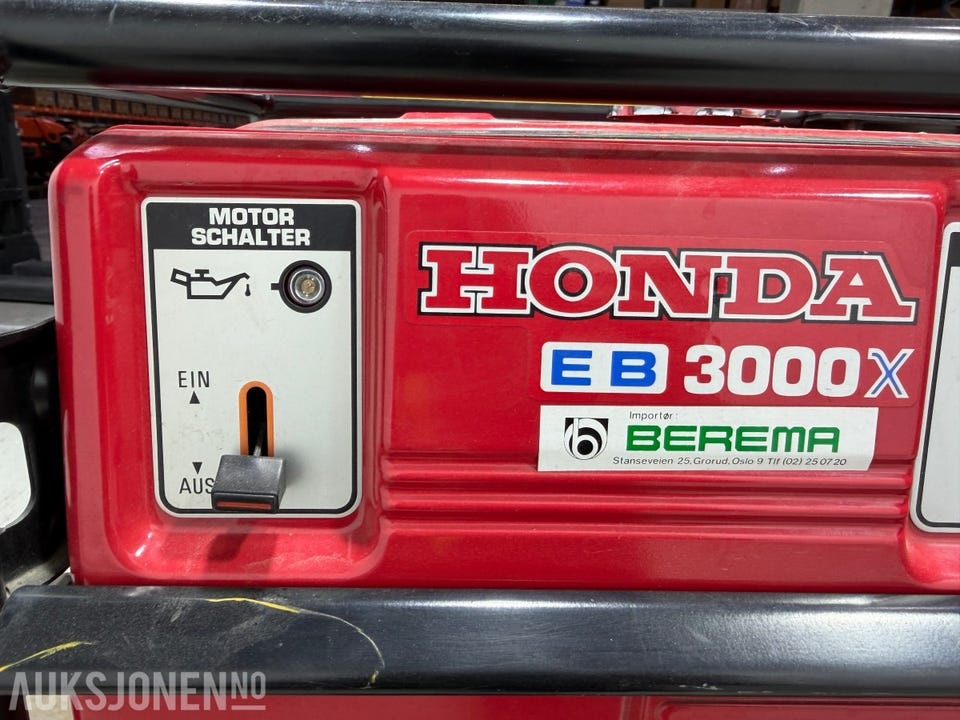 MOTOR
SCHALTER
EIN
AUS
HONDA
EB 3000X
Importør:
b BEREMA
Stanseveien 25, Grorud, Oslo 9 Tlf (02) 25 07 20
AUKSJONEN.NO